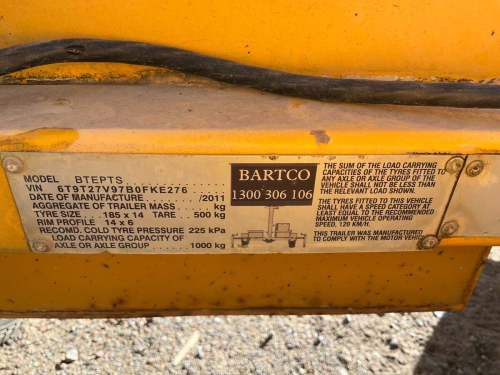 MODEL BTEPTS
VIN 6T9T27V97B0FKE276
DATE OF MANUFACTURE /2011
AGGREGATE OF TRAILER MASS kg
TYRE SIZE 185 x 14 TARE 500 kg
RIM PROFILE 14 x 6
RECOMD. COLD TYRE PRESSURE 225 kPa
LOAD CARRYING CAPACITY OF
AXLE OR AXLE GROUP 1000 kg
BARTCO
1300 306 106
THE SUM OF THE LOAD CARRYING
CAPACITIES OF THE TYRES FITTED TO
ANY AXLE OR AXLE GROUP OF THE
VEHICLE SHALL NOT BE LESS THAN
THE RELEVANT LOAD SHOWN.
THE TYRES FITTED TO THIS VEHICLE
SHALL HAVE A SPEED CATEGORY AT
LEAST EQUAL TO THE RECOMMENDED
MAXIMUM VEHICLE OPERATING
SPEED, 120 KM/H.
THIS TRAILER WAS MANUFACTURED
TO COMPLY WITH THE MOTOR VEHIC